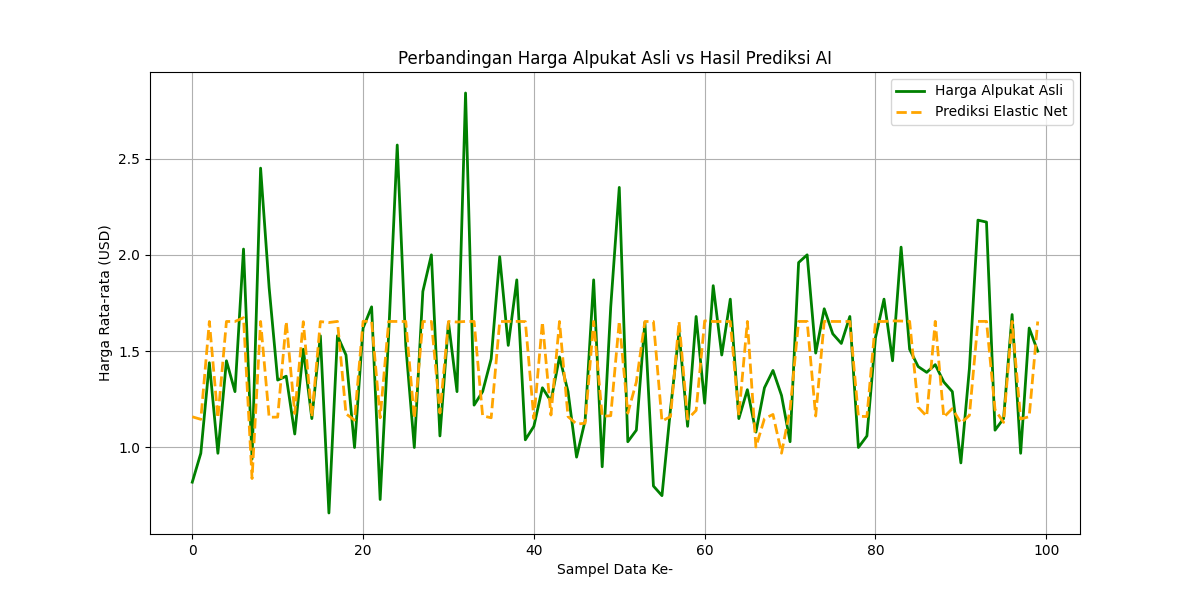 Perbandingan Harga Alpukat Asli vs Hasil Prediksi AI
Harga Alpukat Asli
Prediksi Elastic Net
Harga Rata-rata (USD)
2.5
2.0
1.5
1.0
0 20 40 60 80 100
Sampel Data Ke-